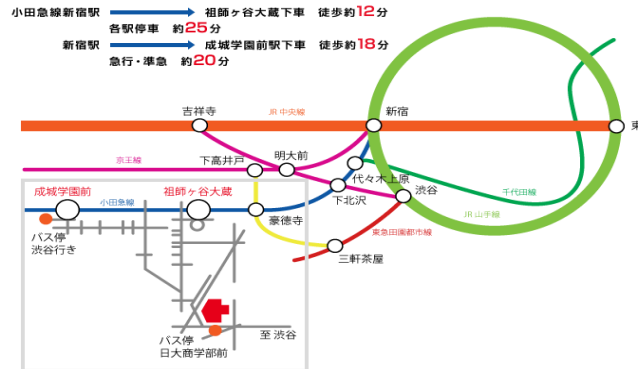 小田急線新宿駅 祖師ヶ谷大蔵下車 徒歩約12分
各駅停車 約25分
新宿駅 成城学園前駅下車 徒歩約18分
急行・準急 約20分
吉祥寺
JR中央線
新宿
東
京王線
下高井戸
明大前
代々木上原
成城学園前
祖師ヶ谷大蔵
下北沢
渋谷
千代田線
小田急線
豪徳寺
JR山手線
バス停
渋谷行き
東急田園都市線
三軒茶屋
バス停
日大商学部前
至 渋谷